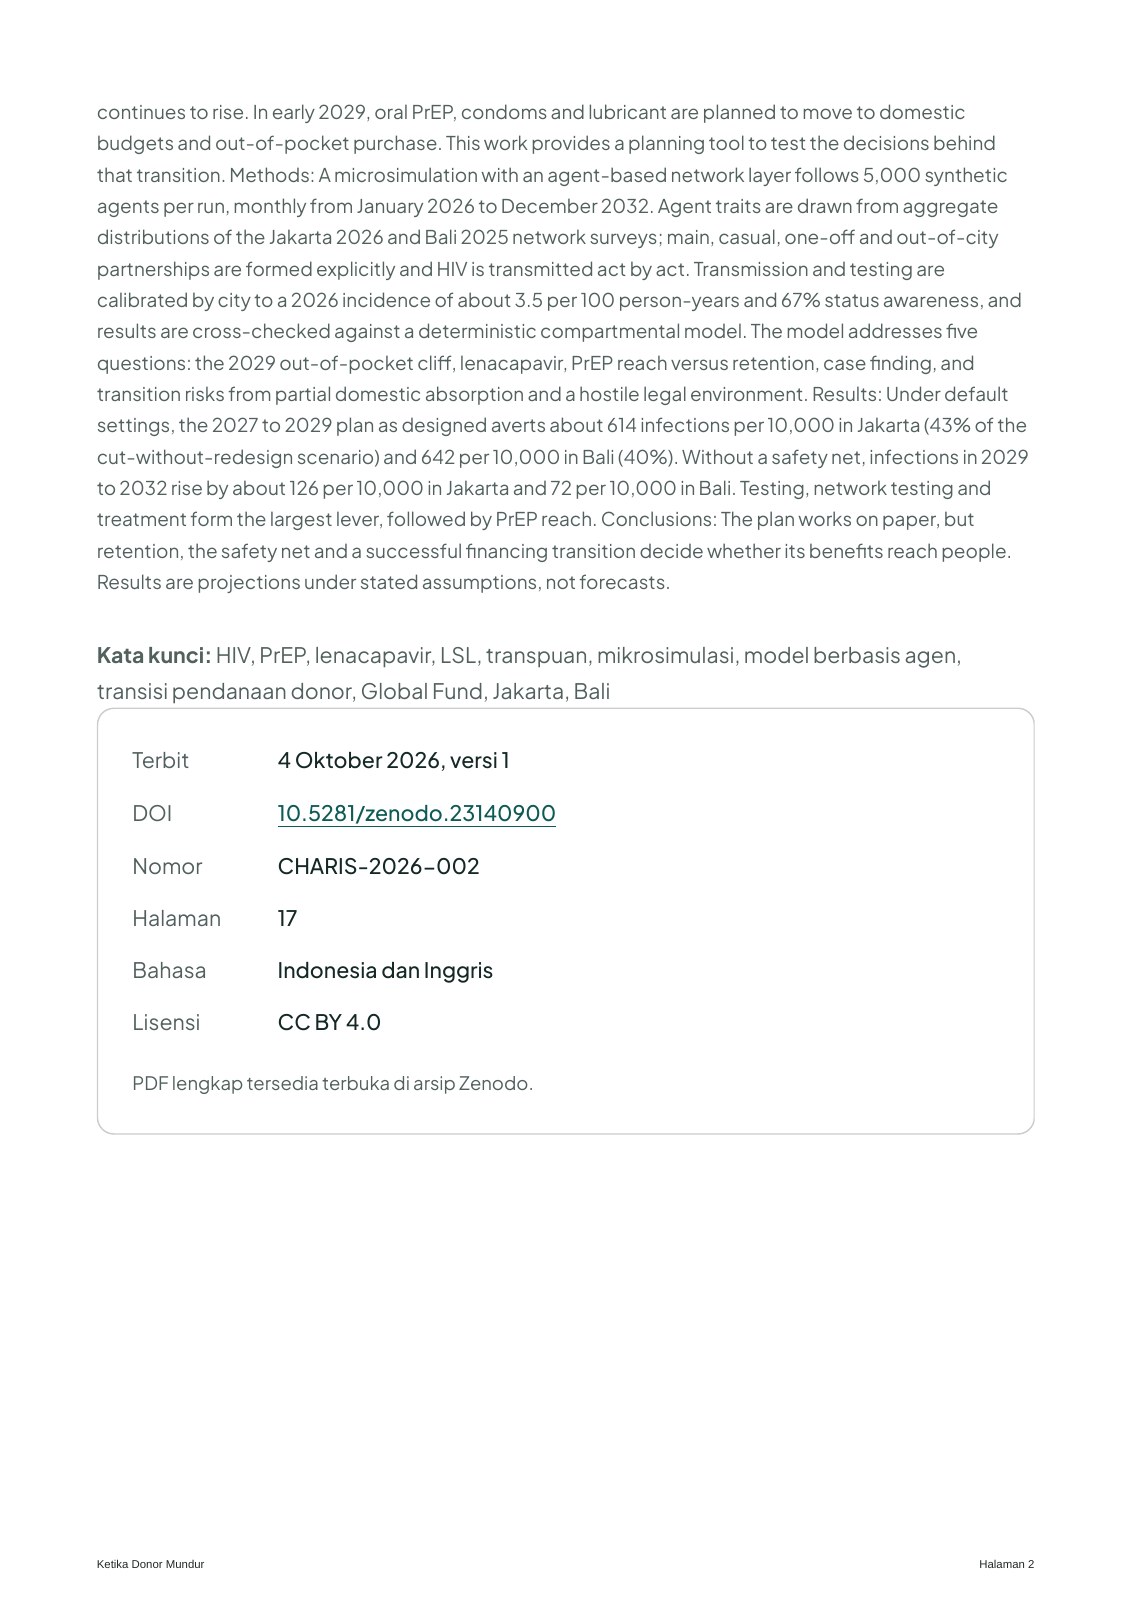 continues to rise. In early 2029, oral PrEP, condoms and lubricant are planned to move to domestic
budgets and out-of-pocket purchase. This work provides a planning tool to test the decisions behind
that transition. Methods: A microsimulation with an agent-based network layer follows 5,000 synthetic
agents per run, monthly from January 2026 to December 2032. Agent traits are drawn from aggregate
distributions of the Jakarta 2026 and Bali 2025 network surveys; main, casual, one-off and out-of-city
partnerships are formed explicitly and HIV is transmitted act by act. Transmission and testing are
calibrated by city to a 2026 incidence of about 3.5 per 100 person-years and 67% status awareness, and
results are cross-checked against a deterministic compartmental model. The model addresses five
questions: the 2029 out-of-pocket cliff, lenacapavir, PrEP reach versus retention, case finding, and
transition risks from partial domestic absorption and a hostile legal environment. Results: Under default
settings, the 2027 to 2029 plan as designed averts about 614 infections per 10,000 in Jakarta (43% of the
cut-without-redesign scenario) and 642 per 10,000 in Bali (40%). Without a safety net, infections in 2029
to 2032 rise by about 126 per 10,000 in Jakarta and 72 per 10,000 in Bali. Testing, network testing and
treatment form the largest lever, followed by PrEP reach. Conclusions: The plan works on paper, but
retention, the safety net and a successful financing transition decide whether its benefits reach people.
Results are projections under stated assumptions, not forecasts.
Kata kunci: HIV, PrEP, lenacapavir, LSL, transpuan, mikrosimulasi, model berbasis agen,
transisi pendanaan donor, Global Fund, Jakarta, Bali
Terbit 4 Oktober 2026, versi 1
DOI 10.5281/zenodo.23140900
Nomor CHARIS-2026-002
Halaman 17
Bahasa Indonesia dan Inggris
Lisensi CC BY 4.0
PDF lengkap tersedia terbuka di arsip Zenodo.
Ketika Donor Mundur Halaman 2